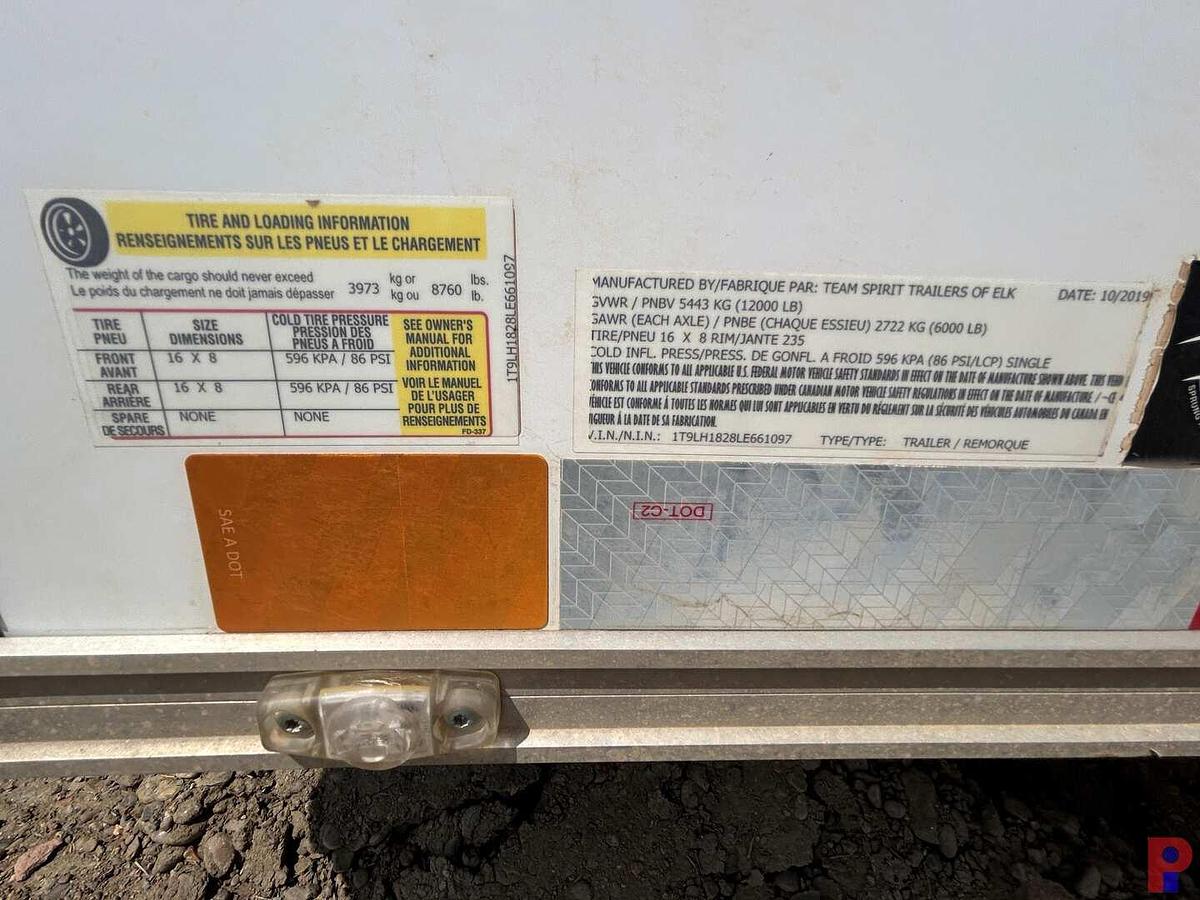 TIRE AND LOADING INFORMATION
RENSEIGNEMENTS SUR LES PNEUS ET LE CHARGEMENT
The weight of the cargo should never exceed 3973 kg or 8760 lbs.
Le poids du chargement ne doit jamais dépasser kg ou lb.
TIRE SIZE COLD TIRE PRESSURE
PNEU DIMENSIONS PRESSION DES
PNEUS A FROID
FRONT 16 X 8 596 KPA / 86 PSI
AVANT
REAR 16 X 8 596 KPA / 86 PSI
ARRIÈRE
SPARE NONE NONE
DE SECOURS
SEE OWNER'S
MANUAL FOR
ADDITIONAL
INFORMATION
VOIR LE MANUEL
DE L'USAGER
POUR PLUS DE
RENSEIGNEMENTS
FD-337
1T9LH1828LE661097
MANUFACTURED BY/FABRIQUE PAR: TEAM SPIRIT TRAILERS OF ELK DATE: 10/2019
GVWR / PNBV 5443 KG (12000 LB)
GAWR (EACH AXLE) / PNBE (CHAQUE ESSIEU) 2722 KG (6000 LB)
TIRE/PNEU 16 X 8 RIM/JANTE 235
COLD INFL. PRESS/PRESS. DE GONFL. A FROID 596 KPA (86 PSI/LCP) SINGLE
THIS VEHICLE CONFORMS TO ALL APPLICABLE U.S. FEDERAL MOTOR VEHICLE SAFETY STANDARDS IN EFFECT ON THE DATE OF MANUFACTURE SHOWN ABOVE. THIS VEHI
CONFORMS TO ALL APPLICABLE STANDARDS PRESCRIBED UNDER CANADIAN MOTOR VEHICLE SAFETY REGULATIONS IN EFFECT ON THE DATE OF MANUFACTURE / -CE
VÉHICLE EST CONFORME À TOUTES LES NORMES QUI LUI SONT APPLICABLES EN VERTU DU RÉGLEMENT SUR LA SÉCURITÉ DES VÉHICULES AUTOMOBILES DU CANADA EN
VIGUEUR À LA DATE DE SA FABRICATION.
V.I.N./N.I.N.: 1T9LH1828LE661097 TYPE/TYPE: TRAILER / REMORQUE
SAE A DOT
DOT-C2